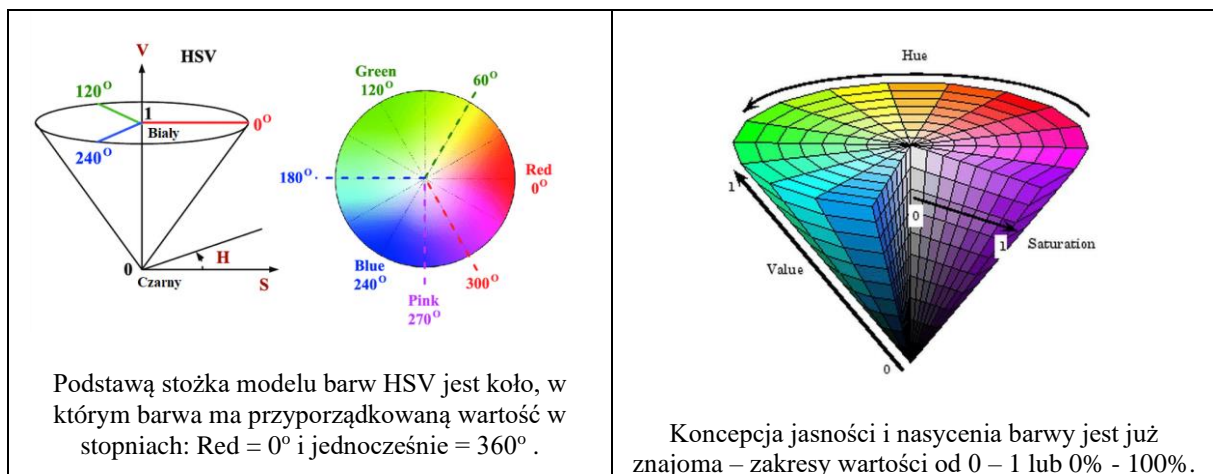 V
HSV
120°
1
Biały
0°
240°
0
Czarny
H
S
Green
120°
60°
180°
Red
0°
Blue
240°
300°
Pink
270°
Podstawą stożka modelu barw HSV jest koło, w
którym barwa ma przyporządkowaną wartość w
stopniach: Red = 0º i jednocześnie = 360º .
Hue
1
0
1
Saturation
Value
0
Koncepcja jasności i nasycenia barwy jest już
znajoma – zakresy wartości od 0 – 1 lub 0% - 100%.